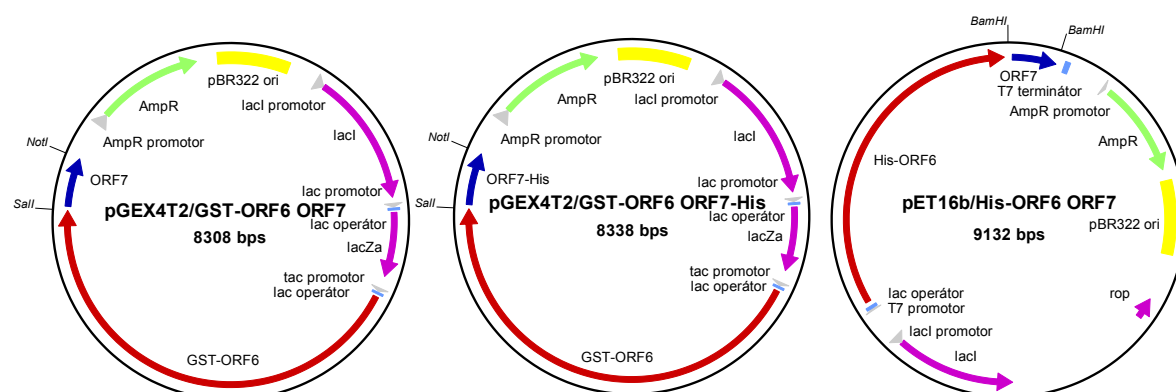 pBR322 ori
AmpR
AmpR promotor
NotI
ORF7
SalI
lacI promotor
lacI
lac promotor
lac operátor
lacZa
tac promotor
lac operátor
GST-ORF6
pGEX4T2/GST-ORF6 ORF7
8308 bps
pBR322 ori
AmpR
AmpR promotor
NotI
ORF7-His
SalI
lacI promotor
lacI
lac promotor
lac operátor
lacZa
tac promotor
lac operátor
GST-ORF6
pGEX4T2/GST-ORF6 ORF7-His
8338 bps
BamHI
BamHI
ORF7
T7 terminátor
AmpR promotor
AmpR
His-ORF6
pET16b/His-ORF6 ORF7
9132 bps
pBR322 ori
rop
lac operátor
T7 promotor
lacI promotor
lacI